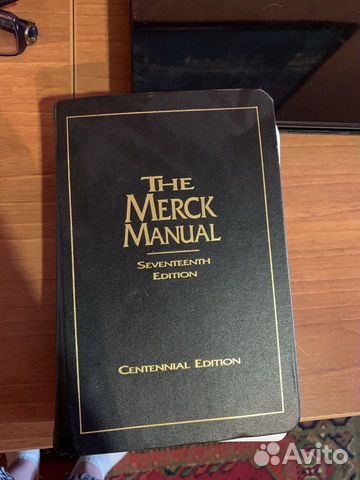 THE
MERCK
MANUAL
SEVENTEENTH
EDITION
CENTENNIAL EDITION
Avito